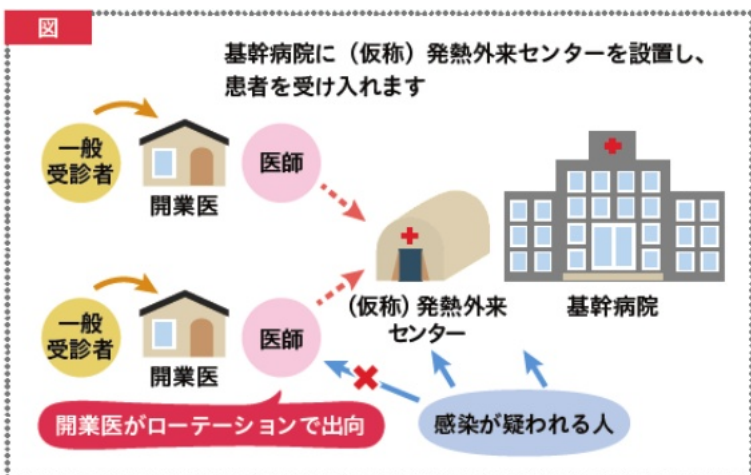 図
基幹病院に（仮称）発熱外来センターを設置し、
患者を受け入れます
一般
受診者
開業医
医師
一般
受診者
開業医
医師
（仮称）発熱外来
センター
基幹病院
開業医がローテーションで出向
感染が疑われる人